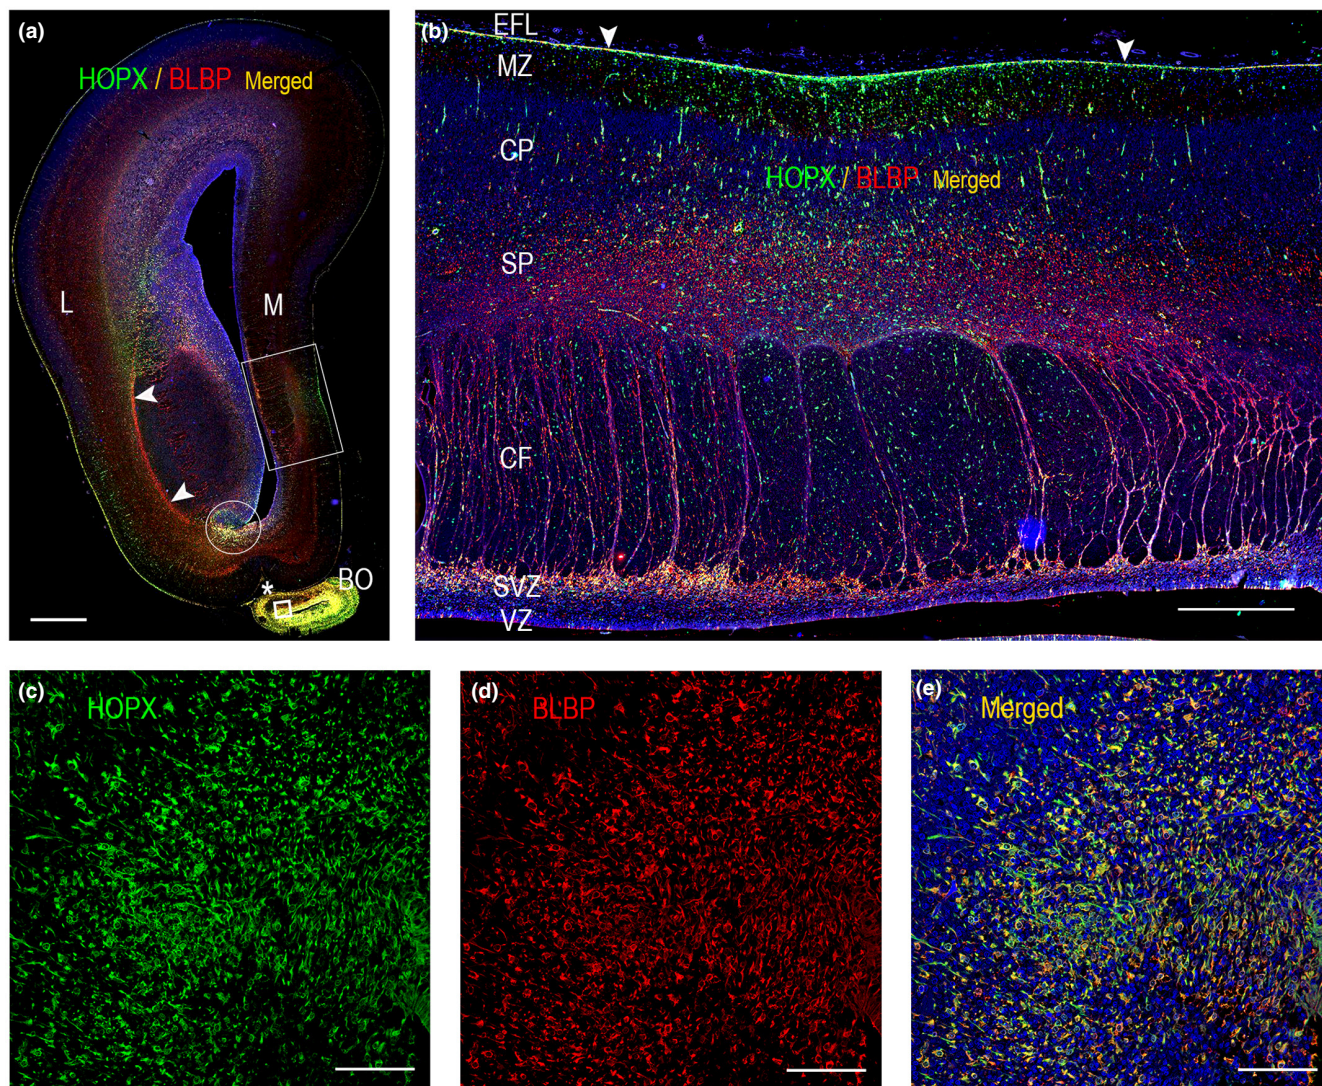 (a)
HOPX / BLBP Merged
L
M
*
BO
(b)
EFL
MZ
CP
HOPX / BLBP Merged
SP
CF
SVZ
VZ
(c)
HOPX
(d)
BLBP
(e)
Merged